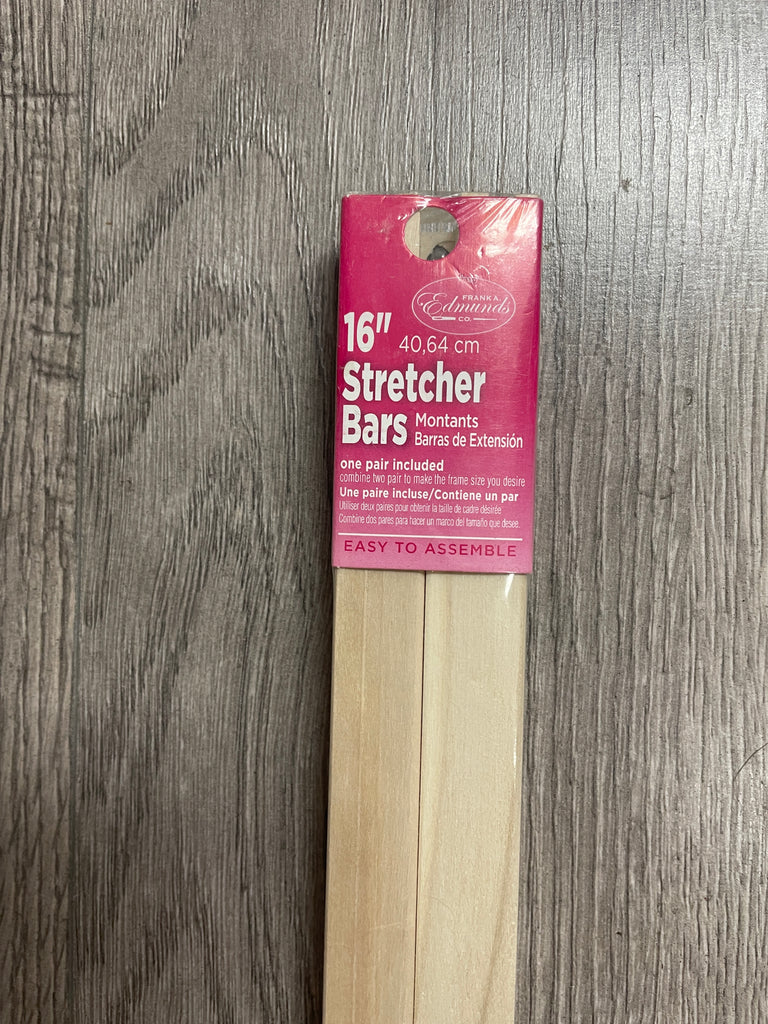 FRANK A.
Edmunds
CO.
16" 40,64 cm
Stretcher
Bars Montants
Barras de Extensión
one pair included
combine two pair to make the frame size you desire
Une paire incluse/Contiene un par
Utiliser deux paires pour obtenir la taille de cadre désirée
Combine dos pares para hacer un marco del tamaño que desee.
EASY TO ASSEMBLE